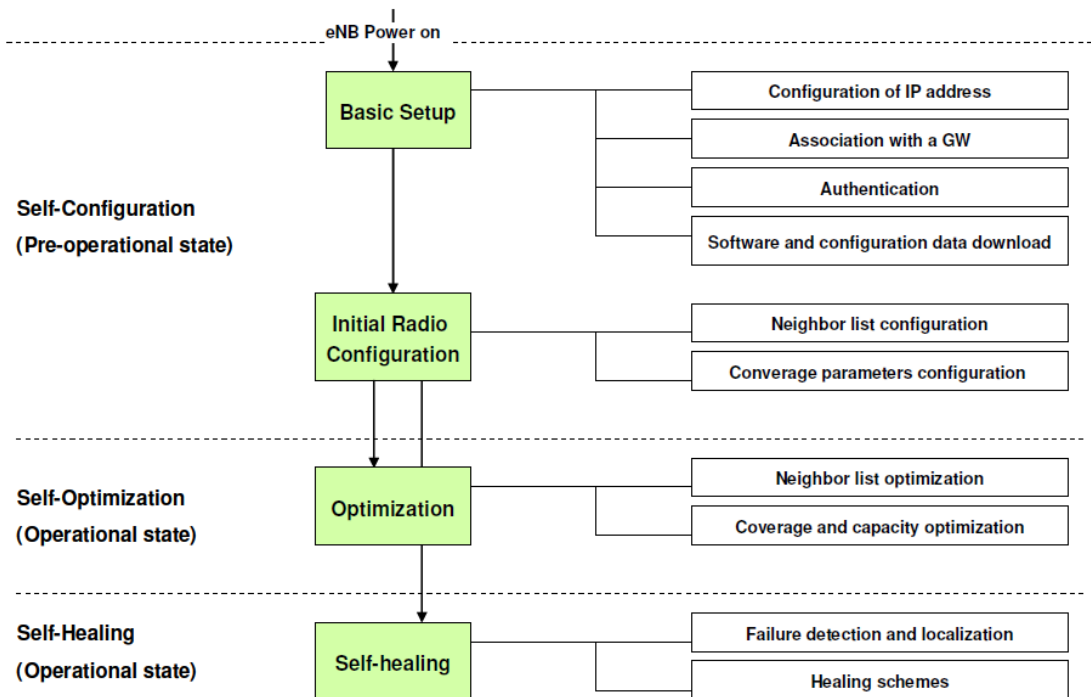 eNB Power on
Basic Setup
Configuration of IP address
Association with a GW
Authentication
Software and configuration data download
Self-Configuration
(Pre-operational state)
Initial Radio
Configuration
Neighbor list configuration
Converage parameters configuration
Self-Optimization
(Operational state)
Optimization
Neighbor list optimization
Coverage and capacity optimization
Self-Healing
(Operational state)
Self-healing
Failure detection and localization
Healing schemes